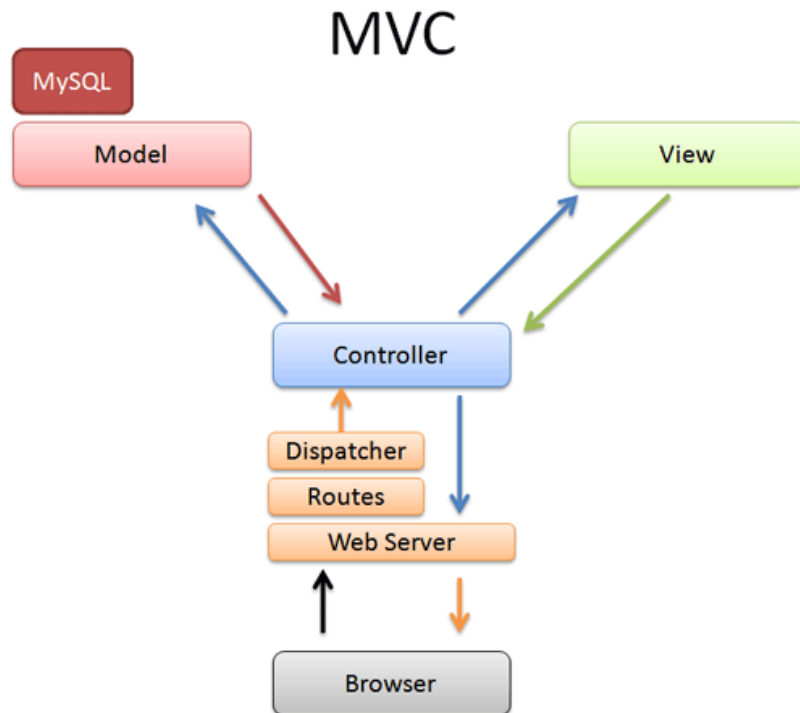 MVC
MySQL
Model
View
Controller
Dispatcher
Routes
Web Server
Browser